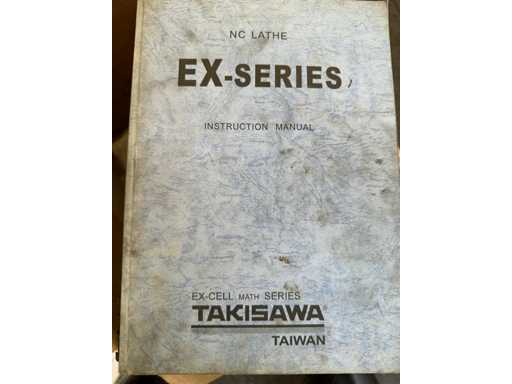 NC LATHE
EX-SERIES
INSTRUCTION MANUAL
EX-CELL MATH SERIES
TAKISAWA
TAIWAN